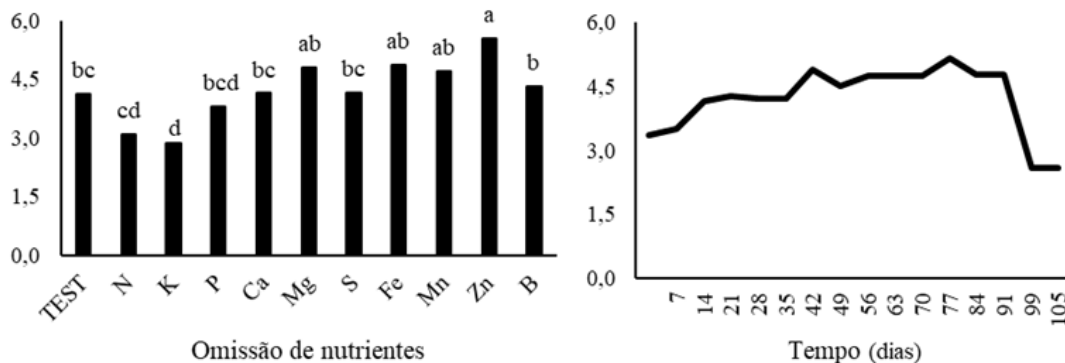 6,0
4,5
3,0
1,5
0,0
bc
cd
d
bcd
bc
ab
bc
ab
ab
a
b
TEST
N
K
P
Ca
Mg
S
Fe
Mn
Zn
B
Omissão de nutrientes
6,0
4,5
3,0
1,5
0,0
7
14
21
28
35
42
49
56
63
70
77
84
91
99
105
Tempo (dias)